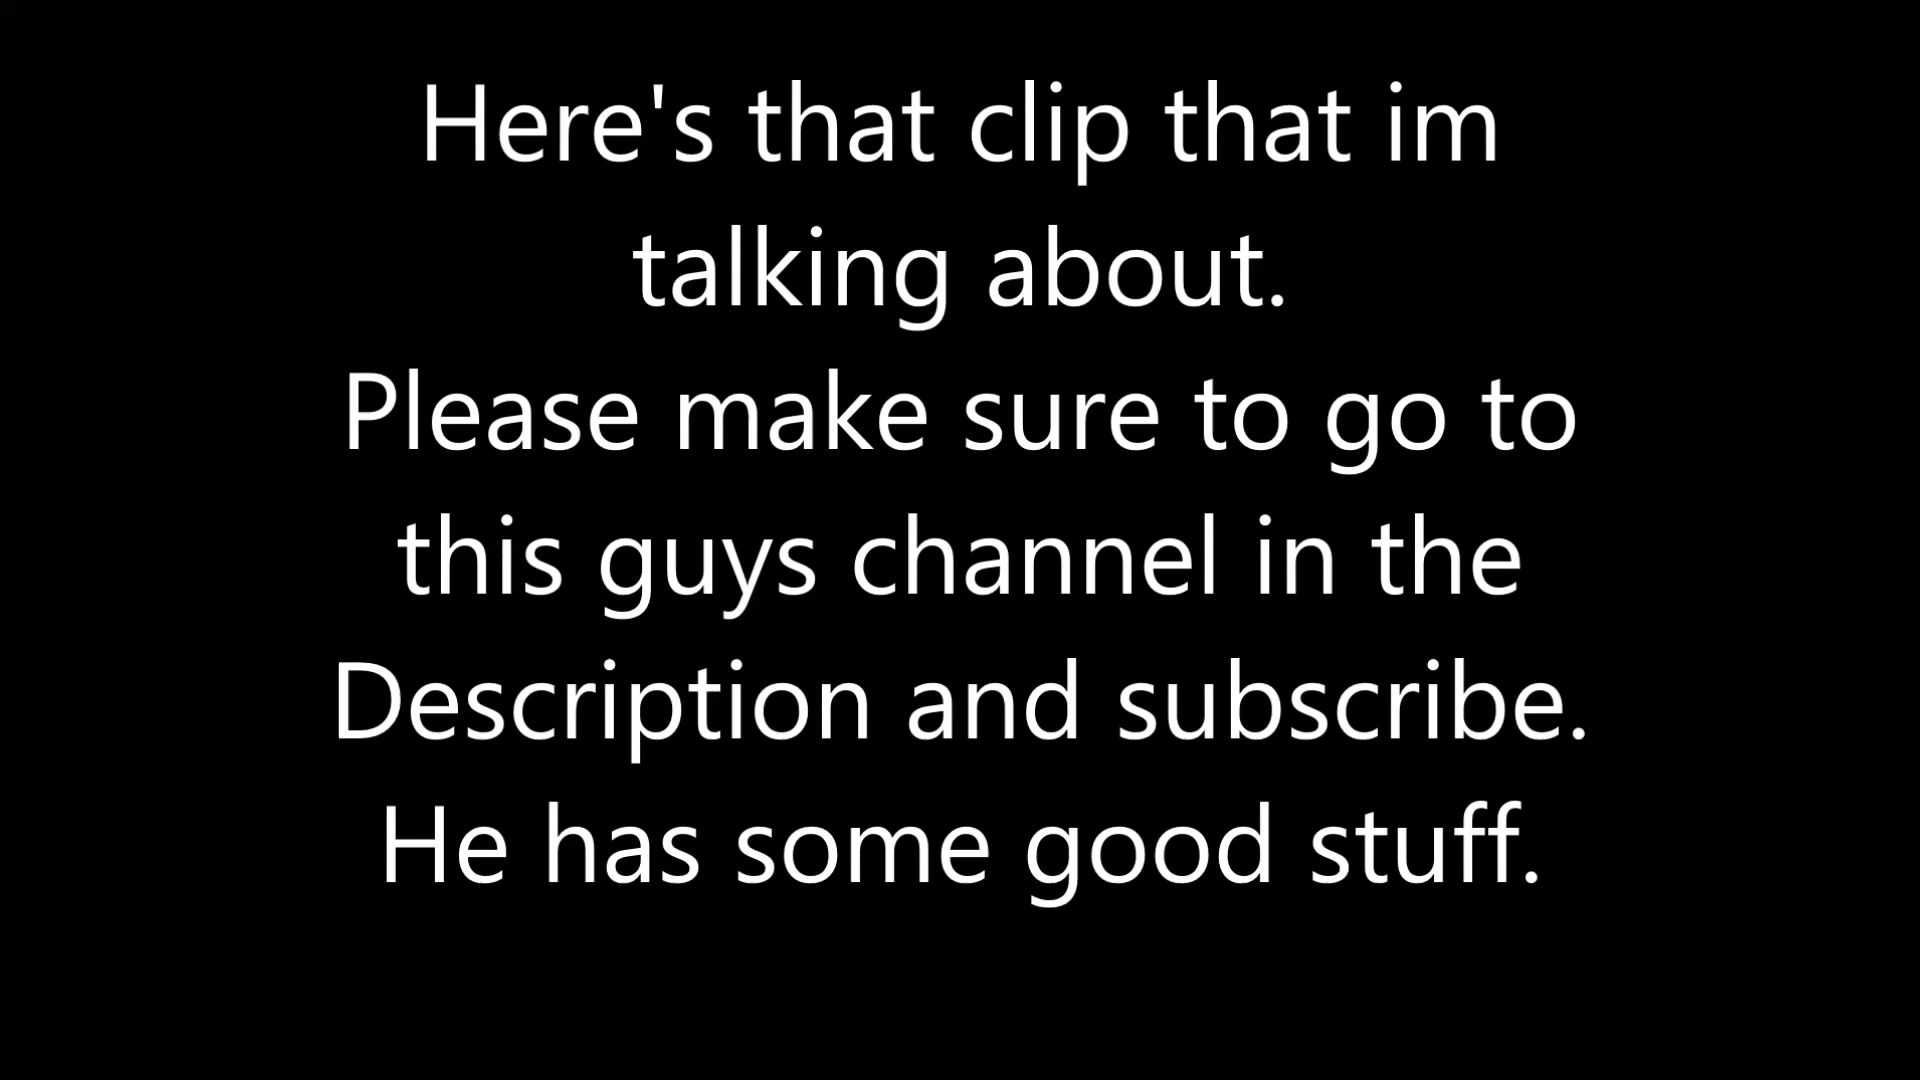 Here's that clip that im
talking about.
Please make sure to go to
this guys channel in the
Description and subscribe.
He has some good stuff.